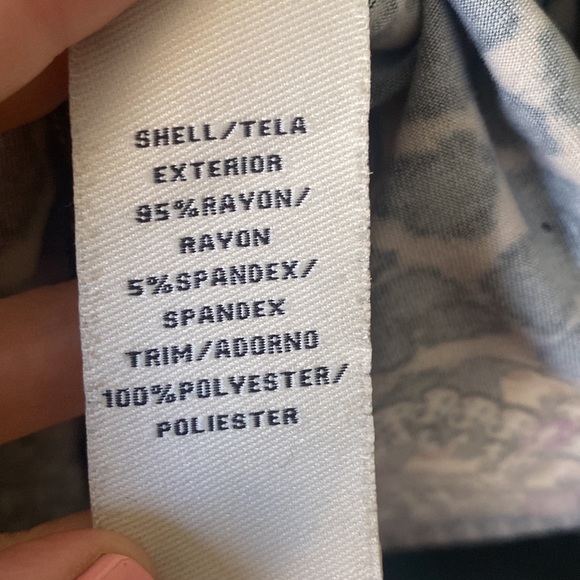 SHELL/TELA
EXTERIOR
95%RAYON/
RAYON
5%SPANDEX/
SPANDEX
TRIM/ADORNO
100%POLYESTER/
POLIESTER